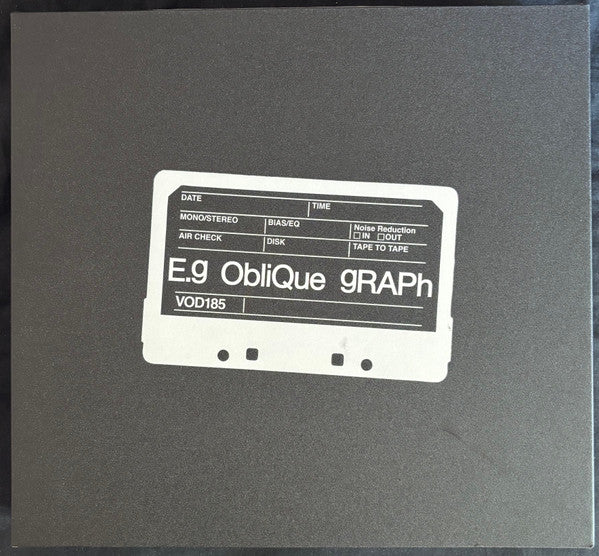 DATE TIME
MONO/STEREO BIAS/EQ Noise Reduction
□IN □OUT
AIR CHECK DISK TAPE TO TAPE
E.g ObliQue gRAPh
VOD185